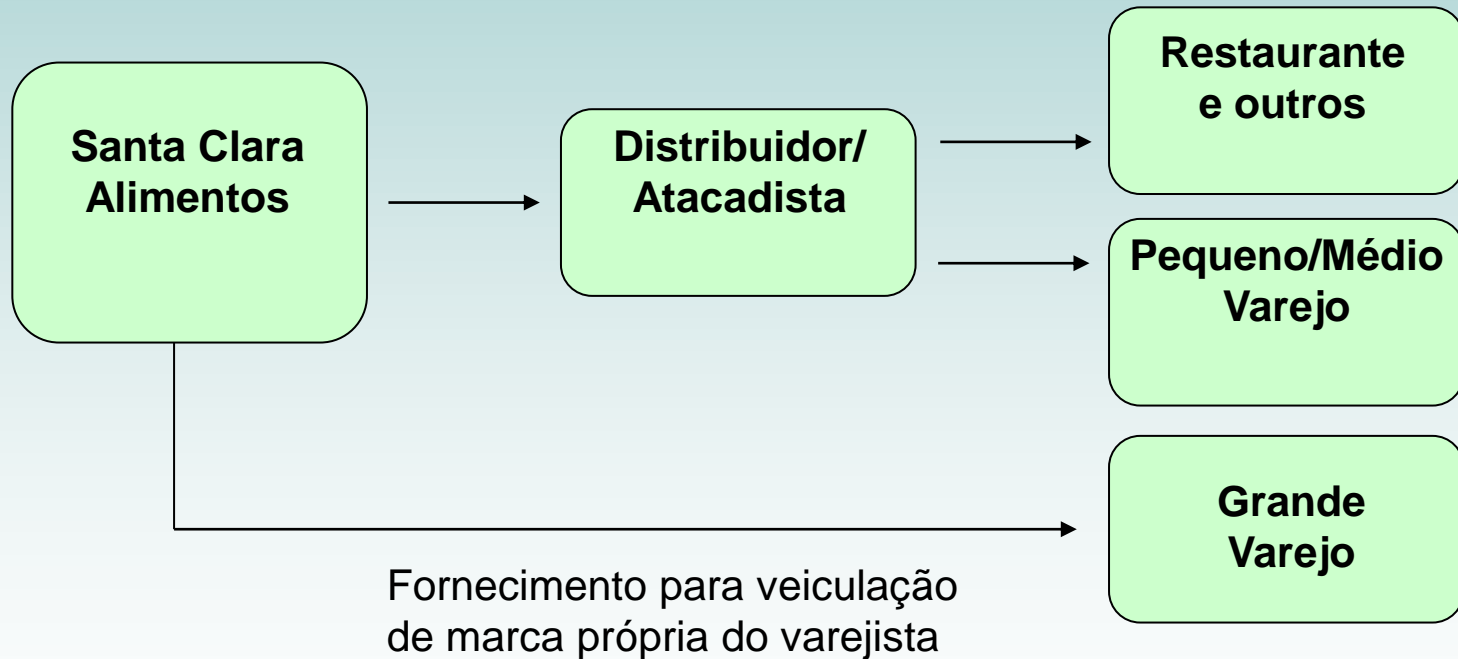 Santa Clara
Alimentos
Distribuidor/
Atacadista
Restaurante
e outros
Pequeno/Médio
Varejo
Grande
Varejo
Fornecimento para veiculação
de marca própria do varejista